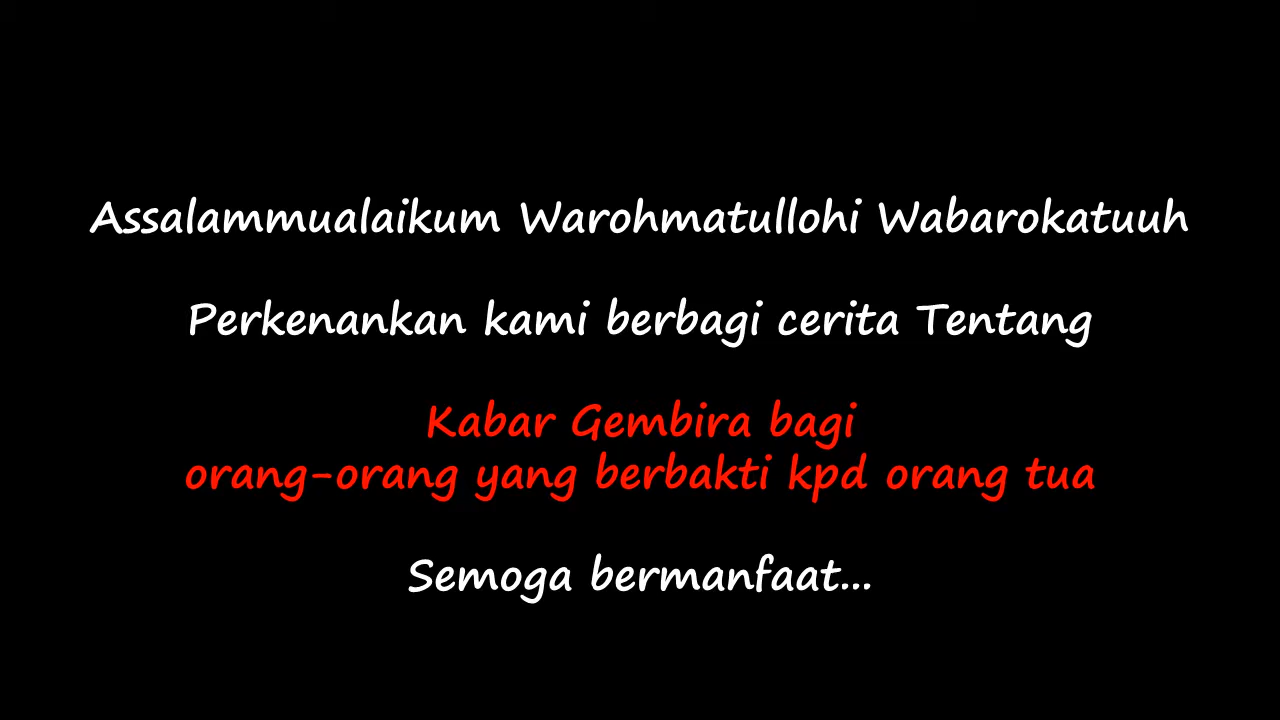 Assalammualaikum Warohmatullohi Wabarokatuuh
Perkenankan kami berbagi cerita Tentang
Kabar Gembira bagi
orang-orang yang berbakti kpd orang tua
Semoga bermanfaat...